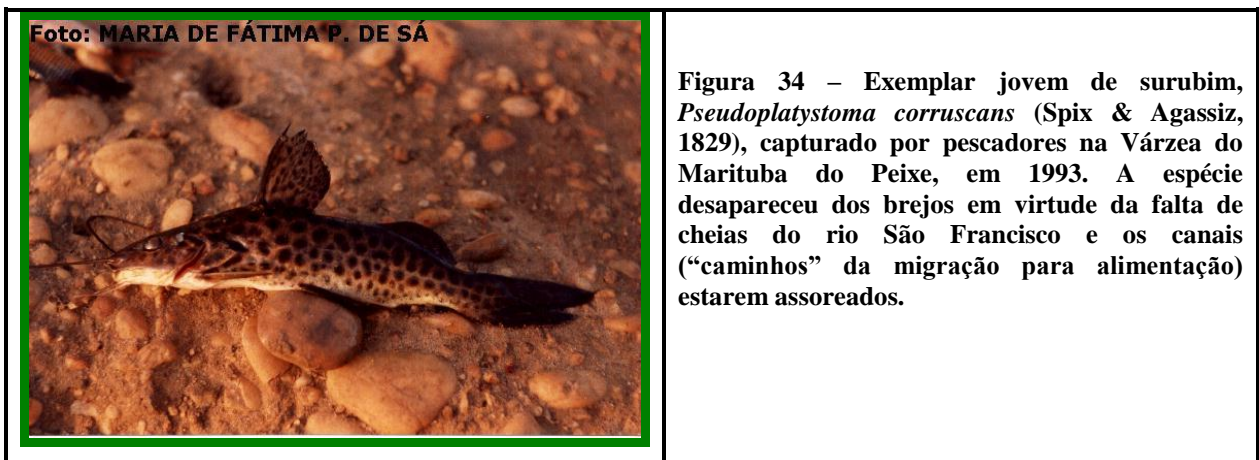 Foto: MARIA DE FÁTIMA P. DE SÁ
Figura 34 – Exemplar jovem de surubim,
Pseudoplatystoma corruscans (Spix & Agassiz,
1829), capturado por pescadores na Várzea do
Marituba do Peixe, em 1993. A espécie
desapareceu dos brejos em virtude da falta de
cheias do rio São Francisco e os canais
(“caminhos” da migração para alimentação)
estarem assoreados.